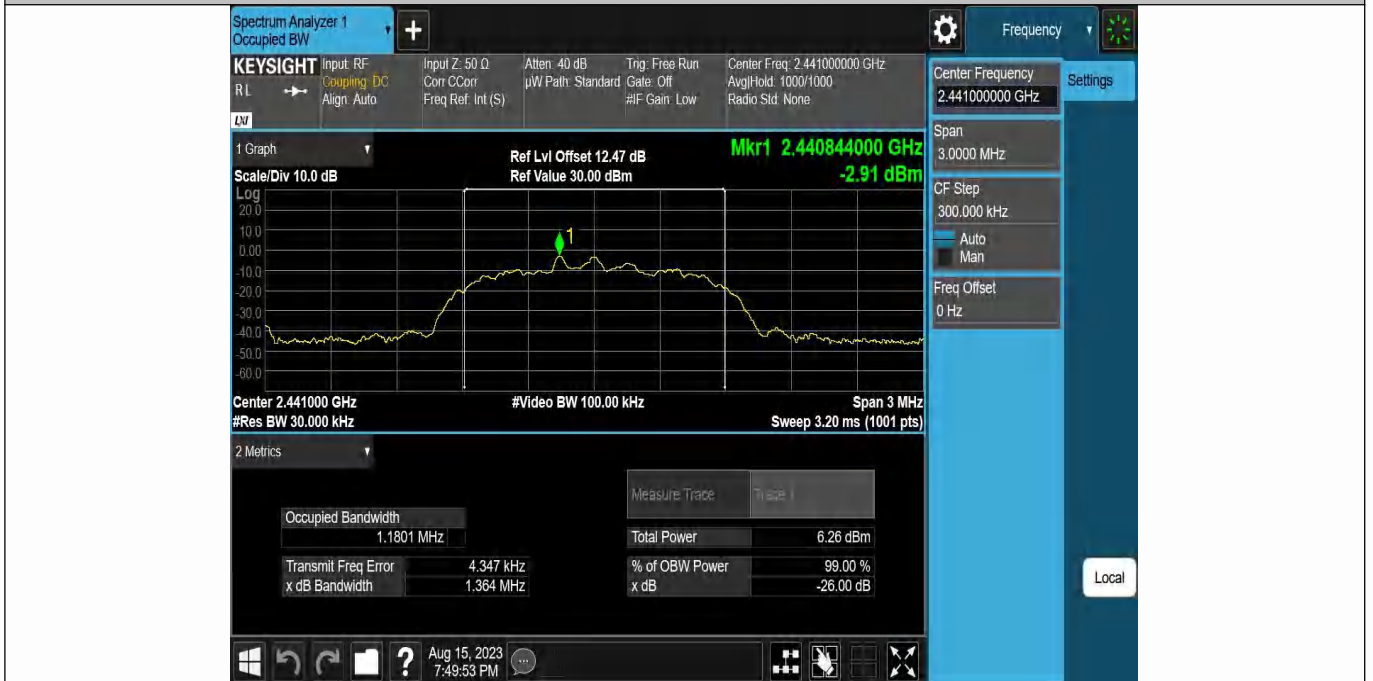 Spectrum Analyzer 1
Occupied BW
+
Frequency
KEYSIGHT Input: RF Input Z: 50 Ω Atten: 40 dB Trig: Free Run Center Freq: 2.441000000 GHz
RL Coupling: DC Corr CCorr µW Path: Standard Gate: Off Avg|Hold: 1000/1000
Align: Auto Freq Ref: Int (S) #IF Gain: Low Radio Std: None
LXI
Center Frequency
2.441000000 GHz
Settings
Span
3.0000 MHz
CF Step
300.000 kHz
Auto
Man
Freq Offset
0 Hz
Local
1 Graph
Ref Lvl Offset 12.47 dB
Mkr1 2.440844000 GHz
Scale/Div 10.0 dB
Ref Value 30.00 dBm
-2.91 dBm
Log
20.0
10.0
0.00
-10.0
-20.0
-30.0
-40.0
-50.0
-60.0
1
Center 2.441000 GHz #Video BW 100.00 kHz Span 3 MHz
#Res BW 30.000 kHz Sweep 3.20 ms (1001 pts)
2 Metrics
Measure Trace Trace 1
Occupied Bandwidth
1.1801 MHz
Total Power 6.26 dBm
Transmit Freq Error 4.347 kHz % of OBW Power 99.00 %
x dB Bandwidth 1.364 MHz x dB -26.00 dB
?
Aug 15, 2023
7:49:53 PM